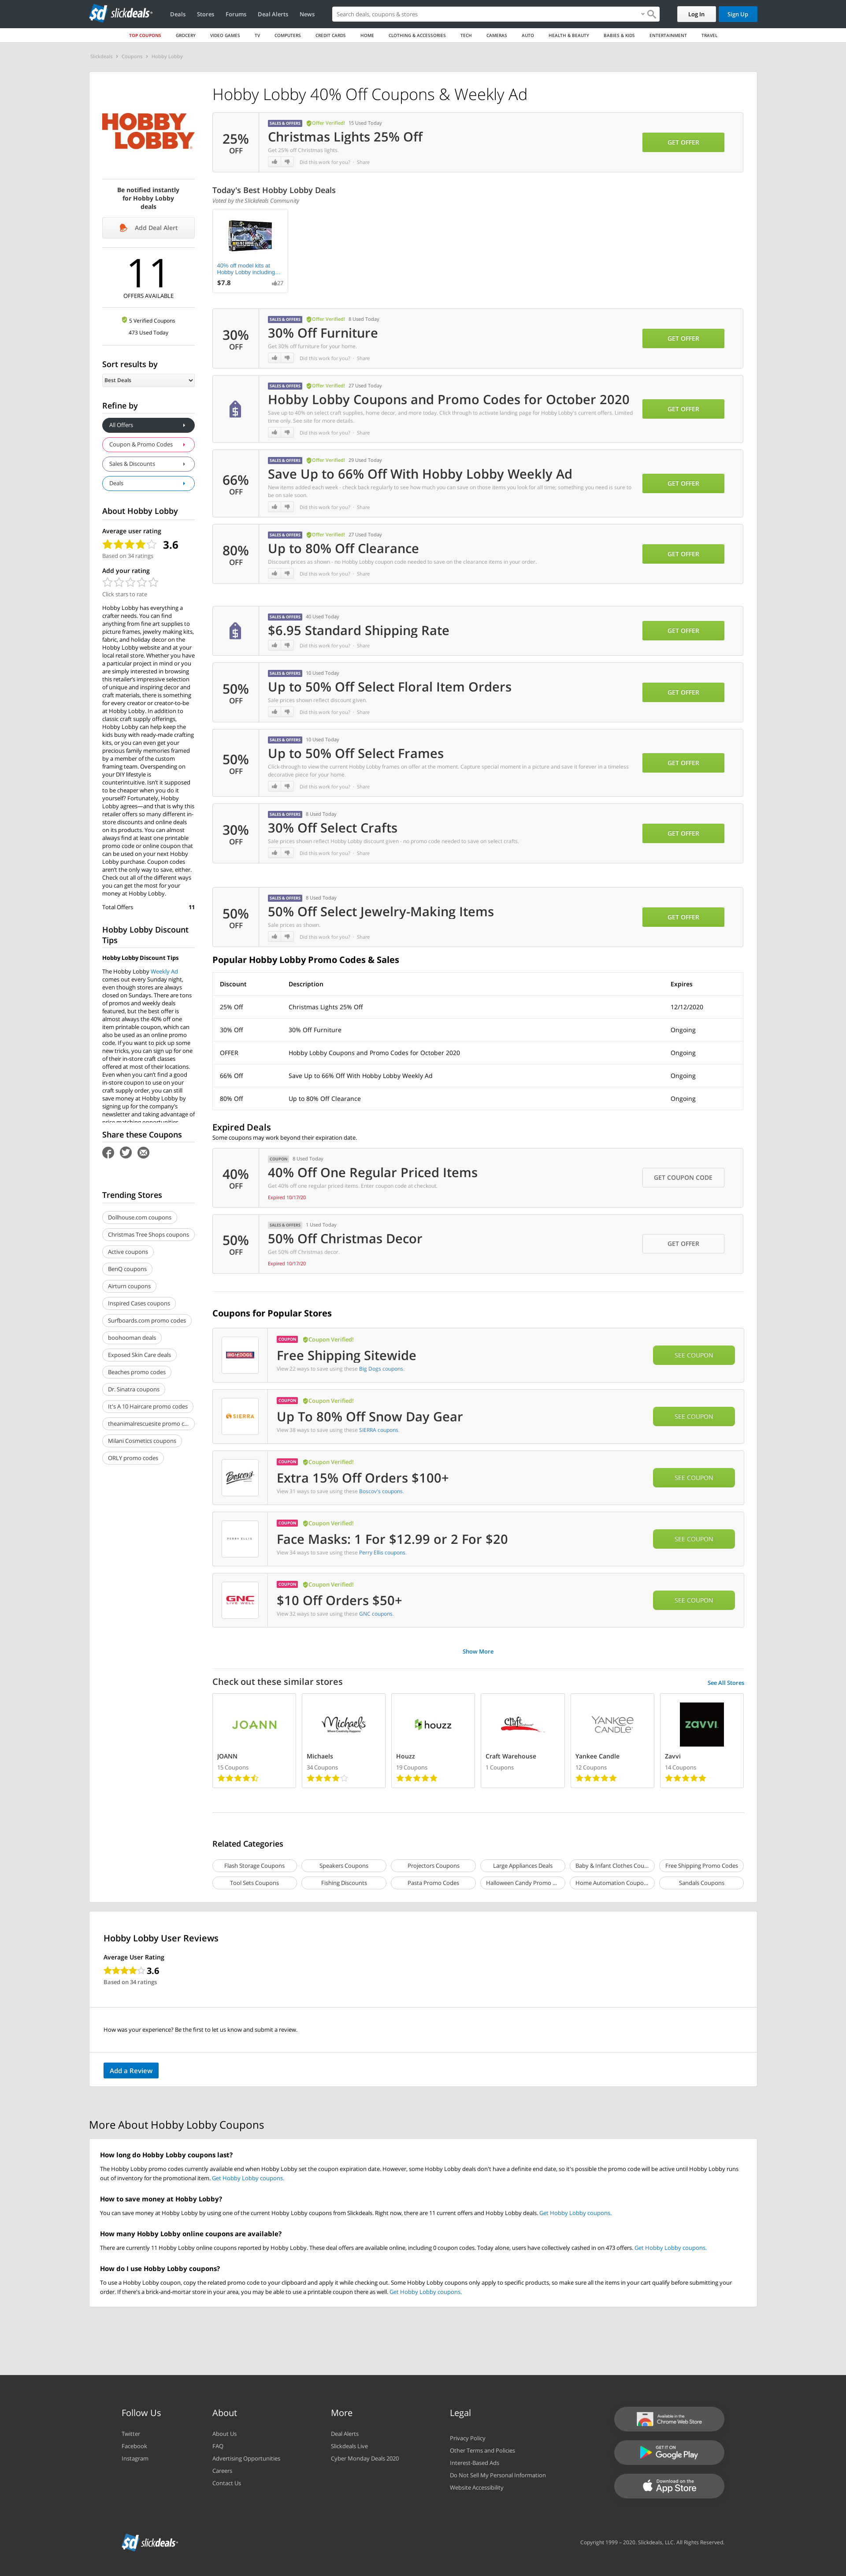 slickdeals
Deals Stores Forums Deal Alerts News
Search deals, coupons & stores
Log In Sign Up
TOP COUPONS GROCERY VIDEO GAMES TV COMPUTERS CREDIT CARDS HOME CLOTHING & ACCESSORIES TECH CAMERAS AUTO HEALTH & BEAUTY BABIES & KIDS ENTERTAINMENT TRAVEL
Slickdeals > Coupons > Hobby Lobby
HOBBY
LOBBY
Be notified instantly
for Hobby Lobby
deals
Add Deal Alert
11
OFFERS AVAILABLE
5 Verified Coupons
473 Used Today
Sort results by
Best Deals
Refine by
All Offers
Coupon & Promo Codes
Sales & Discounts
Deals
About Hobby Lobby
Average user rating
3.6
Based on 34 ratings
Add your rating
Click stars to rate
Hobby Lobby has everything a
crafter needs. You can find
anything from fine art supplies to
picture frames, jewelry making kits,
fabric, and holiday decor on the
Hobby Lobby website and at your
local retail store. Whether you have
a particular project in mind or you
are simply interested in browsing
this retailer's impressive selection
of unique and inspiring decor and
craft materials, there is something
for every creator or creator-to-be
at Hobby Lobby. In addition to
classic craft supply offerings,
Hobby Lobby can help keep the
kids busy with ready-made crafting
kits, or you can even get your
precious family memories framed
by a member of the custom
framing team. Overspending on
your DIY lifestyle is
counterintuitive. Isn't it supposed
to be cheaper when you do it
yourself? Fortunately, Hobby
Lobby agrees—and that is why this
retailer offers so many different in-
store discounts and online deals
on its products. You can almost
always find at least one printable
promo code or online coupon that
can be used on your next Hobby
Lobby purchase. Coupon codes
aren't the only way to save, either.
Check out all of the different ways
you can get the most for your
money at Hobby Lobby.
Total Offers 11
Hobby Lobby Discount
Tips
Hobby Lobby Discount Tips
The Hobby Lobby Weekly Ad
comes out every Sunday night,
even though stores are always
closed on Sundays. There are tons
of promos and weekly deals
featured, but the best offer is
almost always the 40% off one
item printable coupon, which can
also be used as an online promo
code. If you want to pick up some
new tricks, you can sign up for one
of their in-store craft classes
offered at most of their locations.
Even when you can't find a good
in-store coupon to use on your
craft supply order, you can still
save money at Hobby Lobby by
signing up for the company's
newsletter and taking advantage of
price matching opportunities
Share these Coupons
Trending Stores
Dollhouse.com coupons
Christmas Tree Shops coupons
Active coupons
BenQ coupons
Airturn coupons
Inspired Cases coupons
Surfboards.com promo codes
boohooman deals
Exposed Skin Care deals
Beaches promo codes
Dr. Sinatra coupons
It's A 10 Haircare promo codes
theanimalrescuesite promo c...
Milani Cosmetics coupons
ORLY promo codes
Hobby Lobby 40% Off Coupons & Weekly Ad
25%
OFF
SALES & OFFERS Offer Verified! 15 Used Today
Christmas Lights 25% Off
Get 25% off Christmas lights.
Did this work for you? · Share
GET OFFER
Today's Best Hobby Lobby Deals
Voted by the Slickdeals Community
40% off model kits at
Hobby Lobby including...
$7.8 27
30%
OFF
SALES & OFFERS Offer Verified! 8 Used Today
30% Off Furniture
Get 30% off furniture for your home.
Did this work for you? · Share
GET OFFER
SALES & OFFERS Offer Verified! 27 Used Today
Hobby Lobby Coupons and Promo Codes for October 2020
Save up to 40% on select craft supplies, home decor, and more today. Click through to activate landing page for Hobby Lobby's current offers. Limited
time only. See site for more details.
Did this work for you? · Share
GET OFFER
66%
OFF
SALES & OFFERS Offer Verified! 29 Used Today
Save Up to 66% Off With Hobby Lobby Weekly Ad
New items added each week - check back regularly to see how much you can save on those items you look for all time, something you need is sure to
be on sale soon.
Did this work for you? · Share
GET OFFER
80%
OFF
SALES & OFFERS Offer Verified! 27 Used Today
Up to 80% Off Clearance
Discount prices as shown - no Hobby Lobby coupon code needed to save on the clearance items in your order.
Did this work for you? · Share
GET OFFER
SALES & OFFERS 40 Used Today
$6.95 Standard Shipping Rate
Did this work for you? · Share
GET OFFER
50%
OFF
SALES & OFFERS 10 Used Today
Up to 50% Off Select Floral Item Orders
Sale prices shown reflect discount given.
Did this work for you? · Share
GET OFFER
50%
OFF
SALES & OFFERS 10 Used Today
Up to 50% Off Select Frames
Click-through to view the current Hobby Lobby frames on offer at the moment. Capture special moment in a picture and save it forever in a timeless
decorative piece for your home.
Did this work for you? · Share
GET OFFER
30%
OFF
SALES & OFFERS 8 Used Today
30% Off Select Crafts
Sale prices shown reflect Hobby Lobby discount given - no promo code needed to save on select crafts.
Did this work for you? · Share
GET OFFER
50%
OFF
SALES & OFFERS 8 Used Today
50% Off Select Jewelry-Making Items
Sale prices as shown.
Did this work for you? · Share
GET OFFER
Popular Hobby Lobby Promo Codes & Sales
Discount Description Expires
25% Off Christmas Lights 25% Off 12/12/2020
30% Off 30% Off Furniture Ongoing
OFFER Hobby Lobby Coupons and Promo Codes for October 2020 Ongoing
66% Off Save Up to 66% Off With Hobby Lobby Weekly Ad Ongoing
80% Off Up to 80% Off Clearance Ongoing
Expired Deals
Some coupons may work beyond their expiration date.
40%
OFF
COUPON 8 Used Today
40% Off One Regular Priced Items
Get 40% off one regular priced items. Enter coupon code at checkout.
Expired 10/17/20
GET COUPON CODE
50%
OFF
SALES & OFFERS 1 Used Today
50% Off Christmas Decor
Get 50% off Christmas decor.
Expired 10/17/20
GET OFFER
Coupons for Popular Stores
BIG DOGS
COUPON Coupon Verified!
Free Shipping Sitewide
View 22 ways to save using these Big Dogs coupons.
SEE COUPON
SIERRA
COUPON Coupon Verified!
Up To 80% Off Snow Day Gear
View 38 ways to save using these SIERRA coupons.
SEE COUPON
Boscov's
COUPON Coupon Verified!
Extra 15% Off Orders $100+
View 31 ways to save using these Boscov's coupons.
SEE COUPON
PERRY ELLIS
COUPON Coupon Verified!
Face Masks: 1 For $12.99 or 2 For $20
View 34 ways to save using these Perry Ellis coupons.
SEE COUPON
GNC
LIVE WELL
COUPON Coupon Verified!
$10 Off Orders $50+
View 32 ways to save using these GNC coupons.
SEE COUPON
Show More
Check out these similar stores See All Stores
JOANN Michaels houzz Craft Warehouse YANKEE CANDLE ZAVVI
JOANN Michaels Houzz Craft Warehouse Yankee Candle Zavvi
15 Coupons 34 Coupons 19 Coupons 1 Coupons 12 Coupons 14 Coupons
Related Categories
Flash Storage Coupons Speakers Coupons Projectors Coupons Large Appliances Deals Baby & Infant Clothes Cou... Free Shipping Promo Codes
Tool Sets Coupons Fishing Discounts Pasta Promo Codes Halloween Candy Promo ... Home Automation Coupo... Sandals Coupons
Hobby Lobby User Reviews
Average User Rating
3.6
Based on 34 ratings
How was your experience? Be the first to let us know and submit a review.
Add a Review
More About Hobby Lobby Coupons
How long do Hobby Lobby coupons last?
The Hobby Lobby promo codes currently available end when Hobby Lobby set the coupon expiration date. However, some Hobby Lobby deals don't have a definite end date, so it's possible the promo code will be active until Hobby Lobby runs
out of inventory for the promotional item. Get Hobby Lobby coupons.
How to save money at Hobby Lobby?
You can save money at Hobby Lobby by using one of the current Hobby Lobby coupons from Slickdeals. Right now, there are 11 current offers and Hobby Lobby deals. Get Hobby Lobby coupons.
How many Hobby Lobby online coupons are available?
There are currently 11 Hobby Lobby online coupons reported by Hobby Lobby. These deal offers are available online, including 0 coupon codes. Today alone, users have collectively cashed in on 473 offers. Get Hobby Lobby coupons.
How do I use Hobby Lobby coupons?
To use a Hobby Lobby coupon, copy the related promo code to your clipboard and apply it while checking out. Some Hobby Lobby coupons only apply to specific products, so make sure all the items in your cart qualify before submitting your
order. If there's a brick-and-mortar store in your area, you may be able to use a printable coupon there as well. Get Hobby Lobby coupons.
Follow Us About More Legal
Twitter
Facebook
Instagram
About Us
FAQ
Advertising Opportunities
Careers
Contact Us
Deal Alerts
Slickdeals Live
Cyber Monday Deals 2020
Privacy Policy
Other Terms and Policies
Interest-Based Ads
Do Not Sell My Personal Information
Website Accessibility
Available in the
Chrome Web Store
GET IT ON
Google Play
Download on the
App Store
slickdeals
Copyright 1999 – 2020. Slickdeals, LLC. All Rights Reserved.